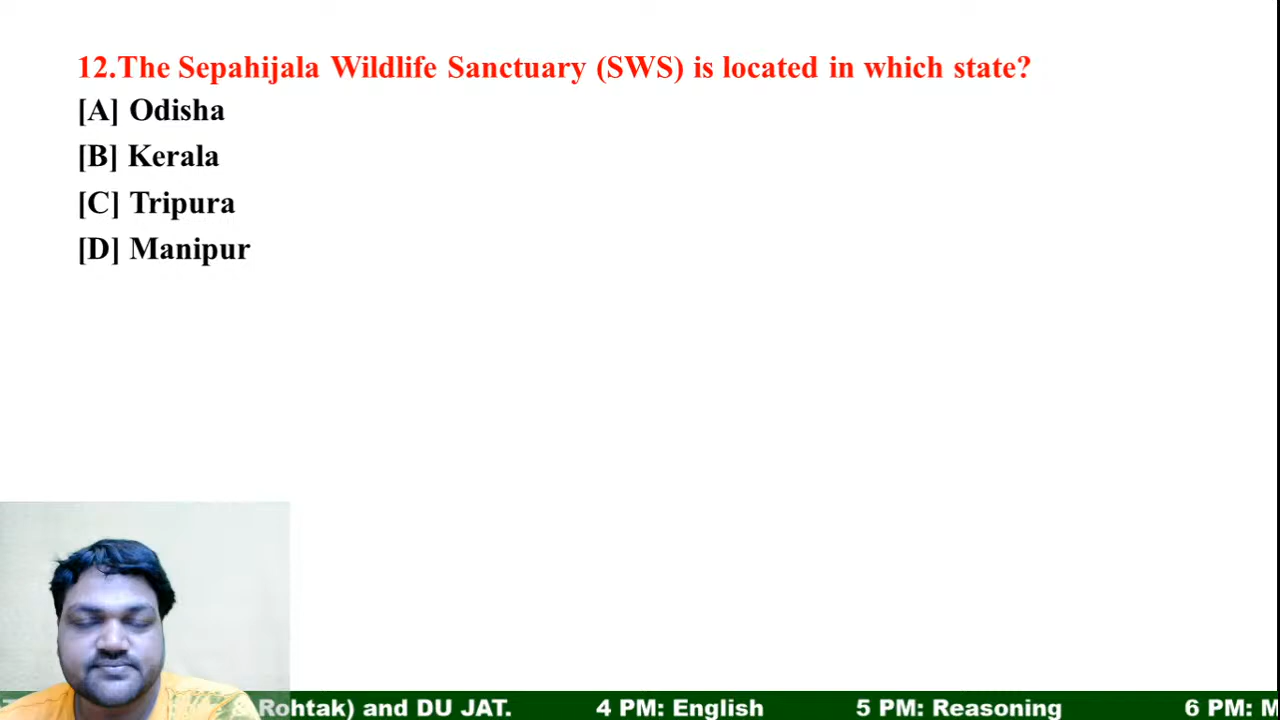 12.The Sepahijala Wildlife Sanctuary (SWS) is located in which state?
[A] Odisha
[B] Kerala
[C] Tripura
[D] Manipur
Rohtak) and DU JAT. 4 PM: English 5 PM: Reasoning 6 PM: M